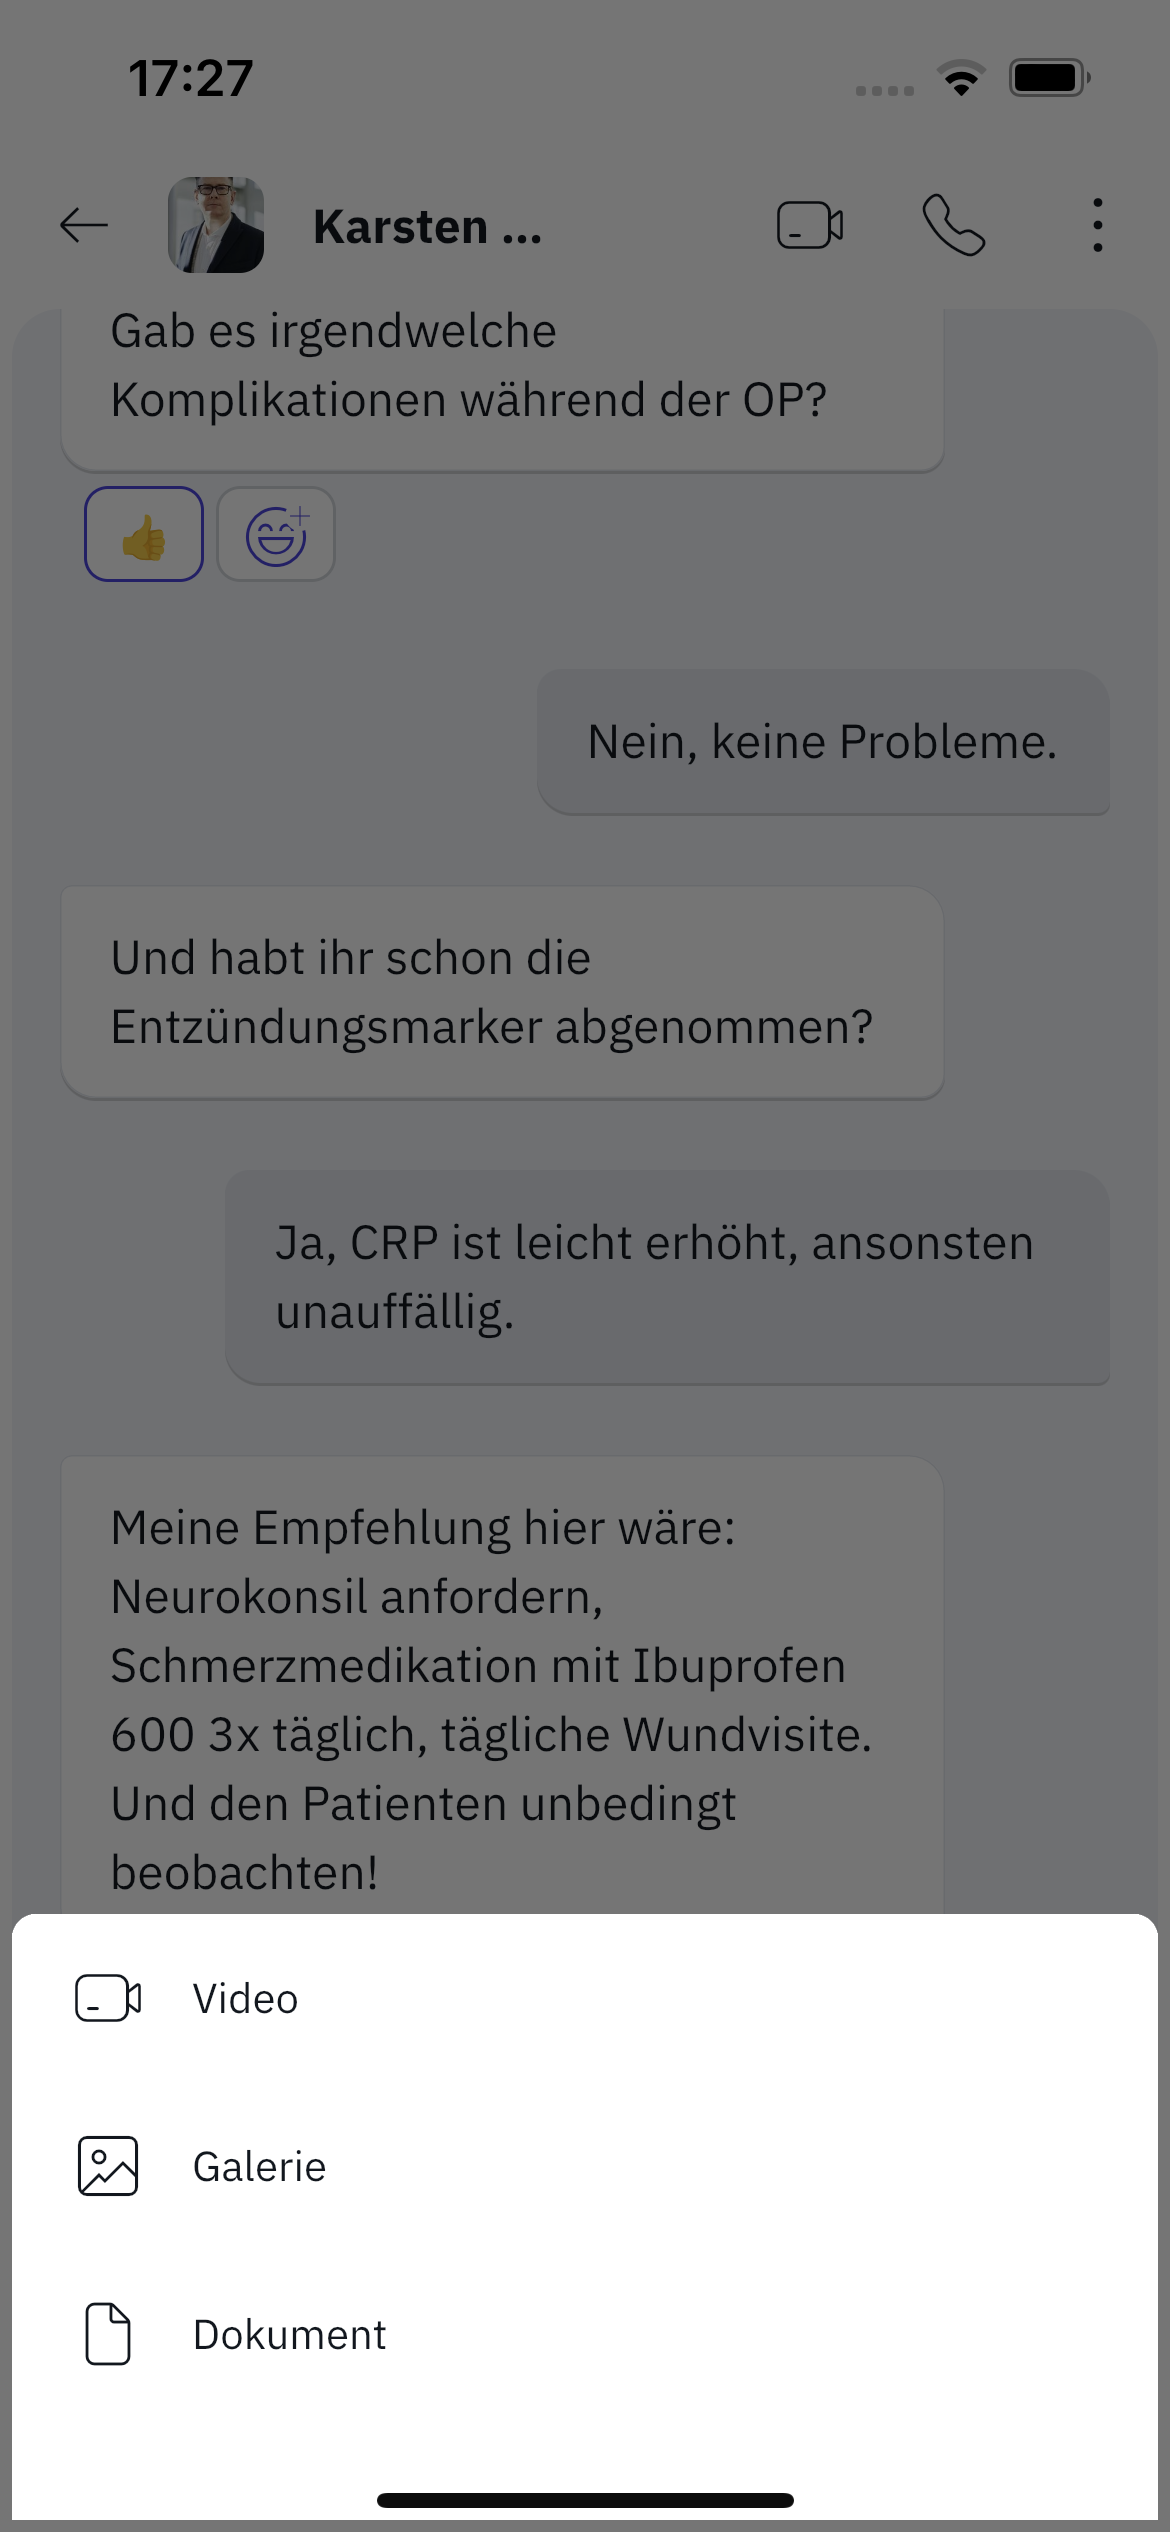 17:27
Karsten ...
Gab es irgendwelche
Komplikationen während der OP?
Nein, keine Probleme.
Und habt ihr schon die
Entzündungsmarker abgenommen?
Ja, CRP ist leicht erhöht, ansonsten
unauffällig.
Meine Empfehlung hier wäre:
Neurokonsil anfordern,
Schmerzmedikation mit Ibuprofen
600 3x täglich, tägliche Wundvisite.
Und den Patienten unbedingt
beobachten!
Video
Galerie
Dokument